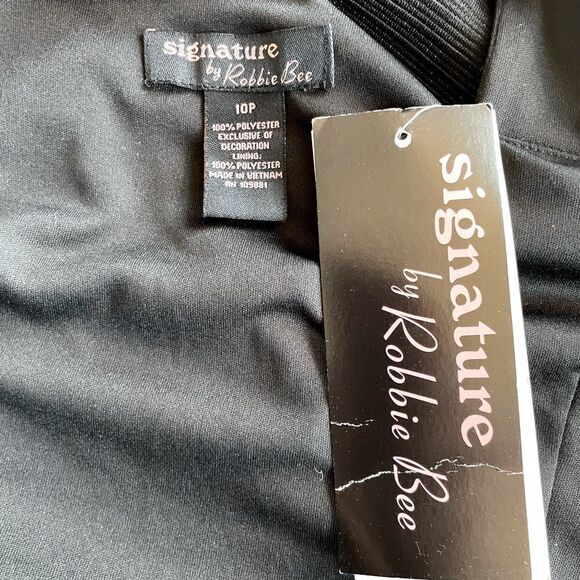 signature
by Robbie Bee
10P
100% POLYESTER
EXCLUSIVE OF
DECORATION
LINING:
100% POLYESTER
MADE IN VIETNAM
RN 109881
signature
by Robbie Bee